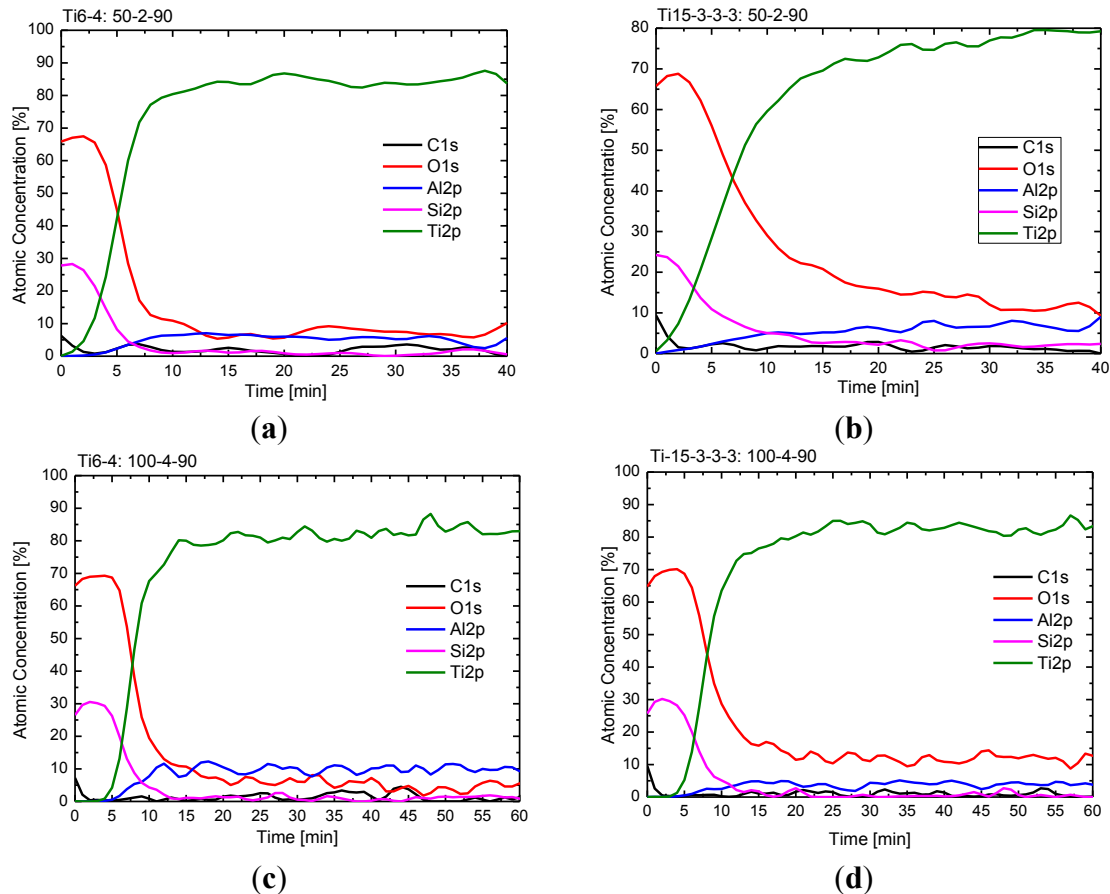 Ti6-4: 50-2-90
100
90
80
70
60
50
40
30
20
10
0
Atomic Concentration [%]
C1s
O1s
Al2p
Si2p
Ti2p
0 5 10 15 20 25 30 35 40
Time [min]
(a)
Ti15-3-3-3: 50-2-90
80
70
60
50
40
30
20
10
0
Atomic Concentratio [%]
C1s
O1s
Al2p
Si2p
Ti2p
0 5 10 15 20 25 30 35 40
Time [min]
(b)
Ti6-4: 100-4-90
100
90
80
70
60
50
40
30
20
10
0
Atomic Concentration [%]
C1s
O1s
Al2p
Si2p
Ti2p
0 5 10 15 20 25 30 35 40 45 50 55 60
Time [min]
(c)
Ti-15-3-3-3: 100-4-90
100
90
80
70
60
50
40
30
20
10
0
Atomic Concentration [%]
C1s
O1s
Al2p
Si2p
Ti2p
0 5 10 15 20 25 30 35 40 45 50 55 60
Time [min]
(d)